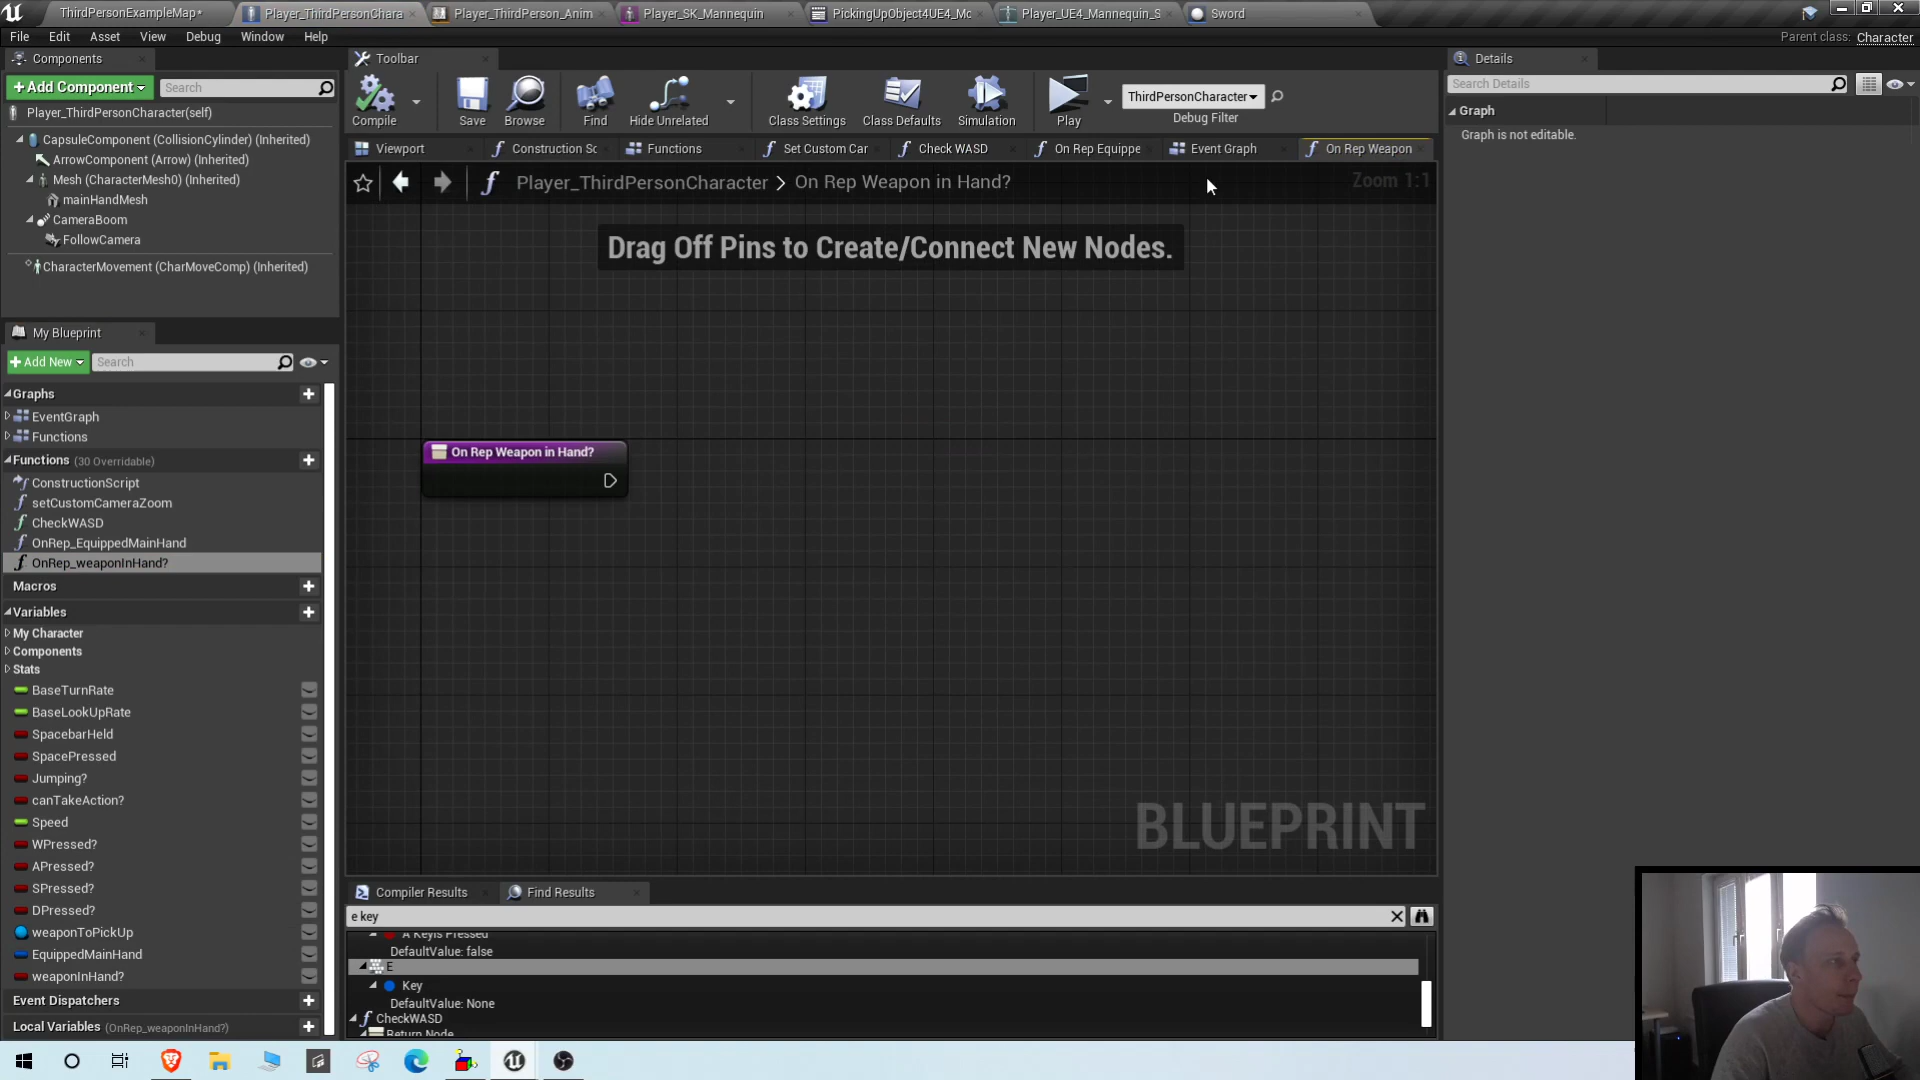 ThirdPersonExampleMap*
Player_ThirdPersonChara
Player_ThirdPerson_Anim
Player_SK_Mannequin
PickingUpObject4UE4_Mc
Player_UE4_Mannequin_S
Sword
File
Edit
Asset
View
Debug
Window
Help
Parent class: Character
Components
Toolbar
Details
+Add Component
Search
Compile
Save
Browse
Find
Hide Unrelated
Class Settings
Class Defaults
Simulation
Play
ThirdPersonCharacter
Debug Filter
Search Details
Player_ThirdPersonCharacter(self)
Graph
Graph is not editable.
CapsuleComponent (CollisionCylinder) (Inherited)
ArrowComponent (Arrow) (Inherited)
Mesh (CharacterMesh0) (Inherited)
mainHandMesh
CameraBoom
FollowCamera
CharacterMovement (CharMoveComp) (Inherited)
Viewport
Construction Sc
Functions
Set Custom Car
Check WASD
On Rep Equippe
Event Graph
On Rep Weapon
Player_ThirdPersonCharacter > On Rep Weapon in Hand?
Zoom 1:1
Drag Off Pins to Create/Connect New Nodes.
On Rep Weapon in Hand?
BLUEPRINT
My Blueprint
+Add New
Search
Graphs
EventGraph
Functions
Functions (30 Overridable)
ConstructionScript
setCustomCameraZoom
CheckWASD
OnRep_EquippedMainHand
OnRep_weaponInHand?
Macros
Variables
My Character
Components
Stats
BaseTurnRate
BaseLookUpRate
SpacebarHeld
SpacePressed
Jumping?
canTakeAction?
Speed
WPressed?
APressed?
SPressed?
DPressed?
weaponToPickUp
EquippedMainHand
weaponInHand?
Event Dispatchers
Local Variables (OnRep_weaponInHand?)
Compiler Results
Find Results
e key
A KeyIs Pressed
DefaultValue: false
E
Key
DefaultValue: None
CheckWASD
Return Node